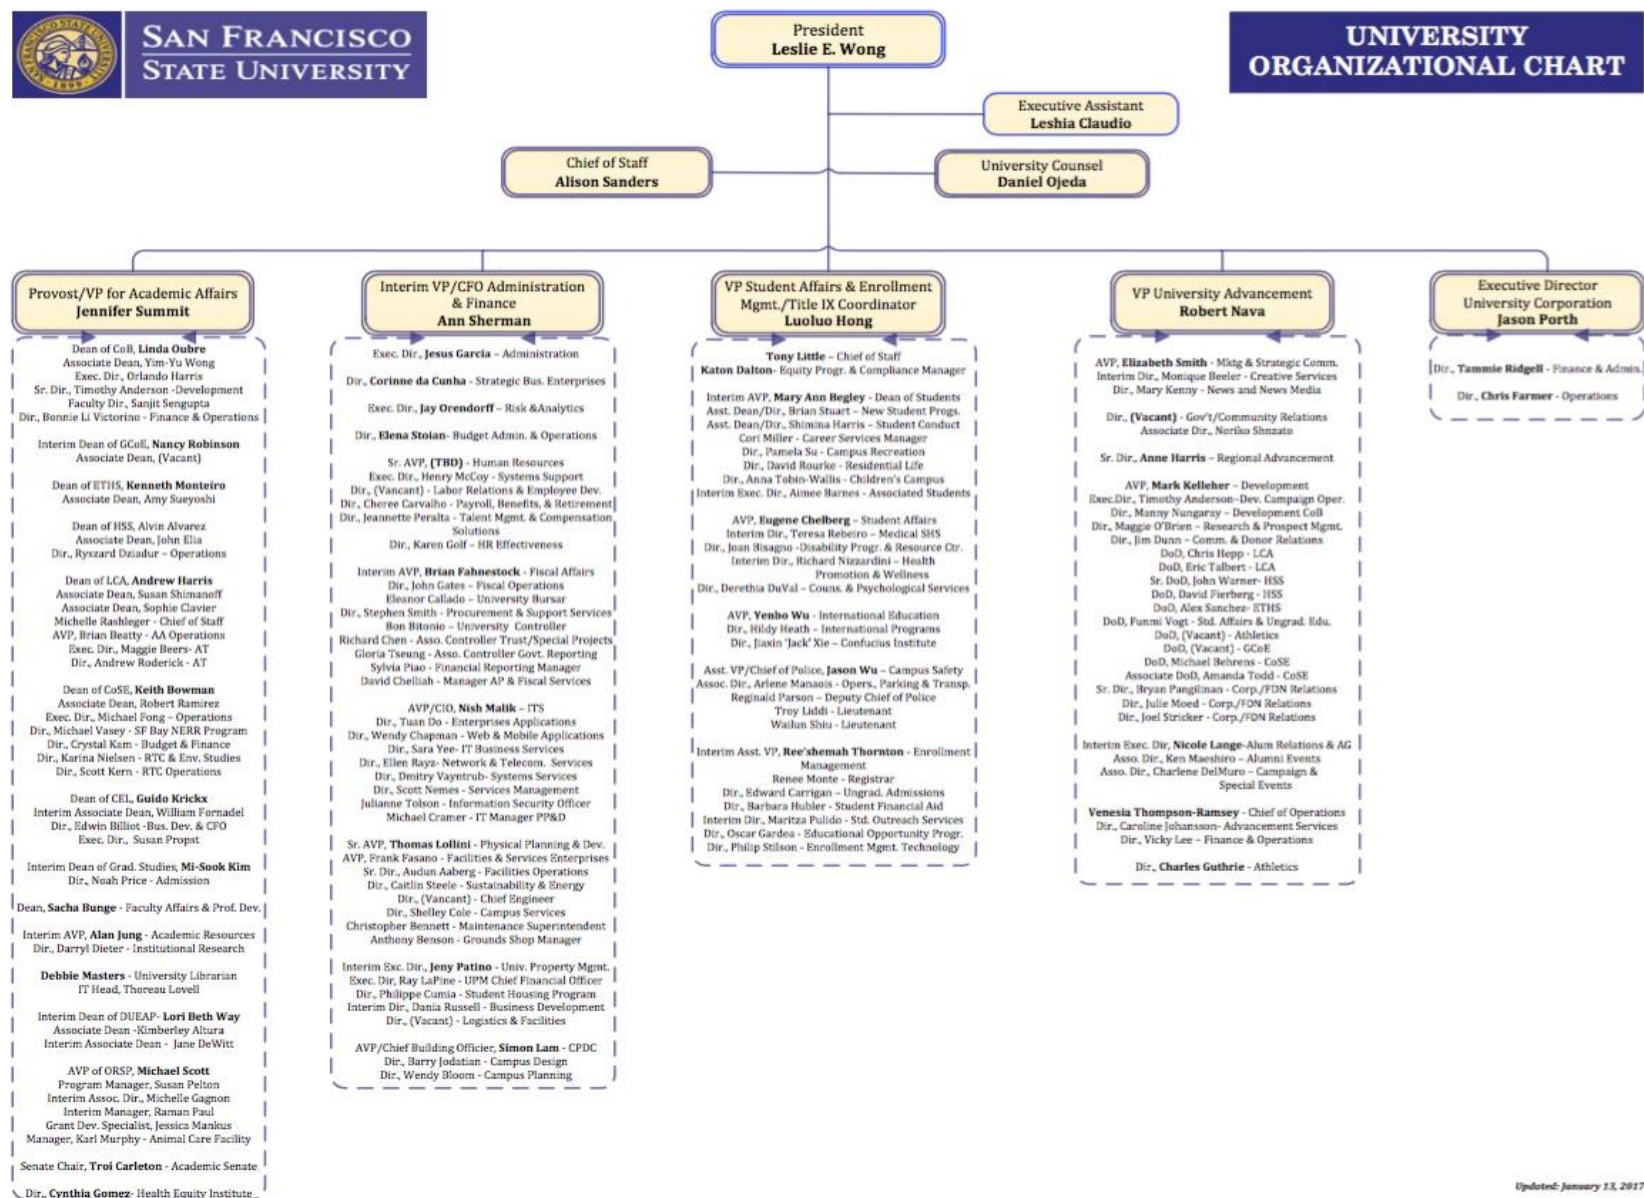 SAN FRANCISCO
STATE UNIVERSITY
President
Leslie E. Wong
UNIVERSITY
ORGANIZATIONAL CHART
Executive Assistant
Leshia Claudio
Chief of Staff
Alison Sanders
University Counsel
Daniel Ojeda
Provost/VP for Academic Affairs
Jennifer Summit
Dean of CoB, Linda Oubre
Associate Dean, Yim-Yu Wong
Exec. Dir., Orlando Harris
Sr. Dir., Timothy Anderson -Development
Faculty Dir., Sanjit Sengupta
Dir., Bonnie Li Victorino - Finance & Operations
Interim Dean of GCoE, Nancy Robinson
Associate Dean, (Vacant)
Dean of ETHS, Kenneth Monteiro
Associate Dean, Amy Sueyoshi
Dean of HSS, Alvin Alvarez
Associate Dean, John Elia
Dir., Ryszard Dziadur – Operations
Dean of LCA, Andrew Harris
Associate Dean, Susan Shimanoff
Associate Dean, Sophie Clavier
Michelle Rashleger - Chief of Staff
AVP, Brian Beatty - AA Operations
Exec. Dir., Maggie Beers- AT
Dir., Andrew Roderick - AT
Dean of CoSE, Keith Bowman
Associate Dean, Robert Ramirez
Exec. Dir., Michael Fong – Operations
Dir., Michael Vasey - SF Bay NERR Program
Dir., Crystal Kam - Budget & Finance
Dir., Karina Nielsen - RTC & Env. Studies
Dir., Scott Kern - RTC Operations
Dean of CEL, Guido Krickx
Interim Associate Dean, William Fornadel
Dir., Edwin Billiot -Bus. Dev. & CFO
Exec. Dir., Susan Propst
Interim Dean of Grad. Studies, Mi-Sook Kim
Dir., Noah Price - Admission
Dean, Sacha Bunge - Faculty Affairs & Prof. Dev.
Interim AVP, Alan Jung - Academic Resources
Dir., Darryl Dieter - Institutional Research
Debbie Masters - University Librarian
IT Head, Thoreau Lovell
Interim Dean of DUEAP- Lori Beth Way
Associate Dean -Kimberley Altura
Interim Associate Dean - Jane DeWitt
AVP of ORSP, Michael Scott
Program Manager, Susan Pelton
Interim Assoc. Dir., Michelle Gagnon
Interim Manager, Raman Paul
Grant Dev. Specialist, Jessica Mankus
Manager, Karl Murphy - Animal Care Facility
Senate Chair, Troi Carleton - Academic Senate
Dir., Cynthia Gomez- Health Equity Institute
Interim VP/CFO Administration
& Finance
Ann Sherman
Exec. Dir., Jesus Garcia – Administration
Dir., Corinne da Cunha - Strategic Bus. Enterprises
Exec. Dir., Jay Orendorff – Risk &Analytics
Dir., Elena Stoian- Budget Admin. & Operations
Sr. AVP, (TBD) - Human Resources
Exec. Dir., Henry McCoy - Systems Support
Dir., (Vancant) - Labor Relations & Employee Dev.
Dir., Cheree Carvalho - Payroll, Benefits, & Retirement
Dir., Jeannette Peralta - Talent Mgmt. & Compensation
Solutions
Dir., Karen Golf – HR Effectiveness
Interim AVP, Brian Fahnestock - Fiscal Affairs
Dir., John Gates – Fiscal Operations
Eleanor Callado – University Bursar
Dir., Stephen Smith - Procurement & Support Services
Bon Bitonio – University Controller
Richard Chen - Asso. Controller Trust/Special Projects
Gloria Tseung - Asso. Controller Govt. Reporting
Sylvia Piao - Financial Reporting Manager
David Chelliah - Manager AP & Fiscal Services
AVP/CIO, Nish Malik – ITS
Dir., Tuan Do - Enterprises Applications
Dir., Wendy Chapman - Web & Mobile Applications
Dir., Sara Yee- IT Business Services
Dir., Ellen Rayz- Network & Telecom. Services
Dir., Dmitry Vayntrub- Systems Services
Dir., Scott Nemes - Services Management
Julianne Tolson - Information Security Officer
Michael Cramer - IT Manager PP&D
Sr. AVP, Thomas Lollini - Physical Planning & Dev.
AVP, Frank Fasano - Facilities & Services Enterprises
Sr. Dir., Audun Aaberg - Facilities Operations
Dir., Caitlin Steele - Sustainability & Energy
Dir., (Vancant) - Chief Engineer
Dir., Shelley Cole - Campus Services
Christopher Bennett - Maintenance Superintendent
Anthony Benson - Grounds Shop Manager
Interim Exc. Dir., Jeny Patino - Univ. Property Mgmt.
Exec. Dir, Ray LaPine - UPM Chief Financial Officer
Dir., Philippe Cumia - Student Housing Program
Interim Dir., Dania Russell - Business Development
Dir., (Vacant) - Logistics & Facilities
AVP/Chief Building Officier, Simon Lam - CPDC
Dir., Barry Jodatian - Campus Design
Dir., Wendy Bloom - Campus Planning
VP Student Affairs & Enrollment
Mgmt./Title IX Coordinator
Luoluo Hong
Tony Little – Chief of Staff
Katon Dalton- Equity Progr. & Compliance Manager
Interim AVP, Mary Ann Begley - Dean of Students
Asst. Dean/Dir., Brian Stuart – New Student Progs.
Asst. Dean/Dir., Shimina Harris – Student Conduct
Cori Miller - Career Services Manager
Dir., Pamela Su - Campus Recreation
Dir., David Rourke - Residential Life
Dir., Anna Tobin-Wallis - Children's Campus
Interim Exec. Dir., Aimee Barnes - Associated Students
AVP, Eugene Chelberg – Student Affairs
Interim Dir., Teresa Rebeiro – Medical SHS
Dir., Joan Bisagno -Disability Progr. & Resource Ctr.
Interim Dir., Richard Nizzardini – Health
Promotion & Wellness
Dir., Derethia DuVal – Couns. & Psychological Services
AVP, Yenbo Wu - International Education
Dir., Hildy Heath – International Programs
Dir., Jiaxin 'Jack' Xie – Confucius Institute
Asst. VP/Chief of Police, Jason Wu – Campus Safety
Assoc. Dir., Arlene Manaois - Opers., Parking & Transp.
Reginald Parson – Deputy Chief of Police
Troy Liddi - Lieutenant
Wailun Shiu - Lieutenant
Interim Asst. VP, Ree'shemah Thornton - Enrollment
Management
Renee Monte - Registrar
Dir., Edward Carrigan – Ungrad. Admissions
Dir., Barbara Hubler - Student Financial Aid
Interim Dir., Maritza Pulido - Std. Outreach Services
Dir., Oscar Gardea - Educational Opportunity Progr.
Dir., Philip Stilson - Enrollment Mgmt. Technology
VP University Advancement
Robert Nava
AVP, Elizabeth Smith - Mktg & Strategic Comm.
Interim Dir., Monique Beeler - Creative Services
Dir., Mary Kenny - News and News Media
Dir., (Vacant) - Gov't/Community Relations
Associate Dir., Noriko Shnzato
Sr. Dir., Anne Harris – Regional Advancement
AVP, Mark Kelleher – Development
Exec.Dir., Timothy Anderson-Dev. Campaign Oper.
Dir., Manny Nungaray – Development CoB
Dir., Maggie O'Brien – Research & Prospect Mgmt.
Dir., Jim Dunn – Comm. & Donor Relations
DoD, Chris Hepp - LCA
DoD, Eric Talbert - LCA
Sr. DoD, John Warner- HSS
DoD, David Fierberg - HSS
DoD, Alex Sanchez- ETHS
DoD, Funmi Vogt - Std. Affairs & Ungrad. Edu.
DoD, (Vacant) - Athletics
DoD, (Vacant) - GCoE
DoD, Michael Behrens - CoSE
Associate DoD, Amanda Todd - CoSE
Sr. Dir., Bryan Pangilinan - Corp./FDN Relations
Dir., Julie Moed - Corp./FDN Relations
Dir., Joel Stricker - Corp./FDN Relations
Interim Exec. Dir, Nicole Lange-Alum Relations & AG
Asso. Dir., Ken Maeshiro – Alumni Events
Asso. Dir., Charlene DelMuro – Campaign &
Special Events
Venesia Thompson-Ramsey - Chief of Operations
Dir., Caroline Johansson- Advancement Services
Dir., Vicky Lee – Finance & Operations
Dir., Charles Guthrie - Athletics
Executive Director
University Corporation
Jason Porth
Dir., Tammie Ridgell - Finance & Admin.
Dir., Chris Farmer - Operations
Updated: January 13, 2017